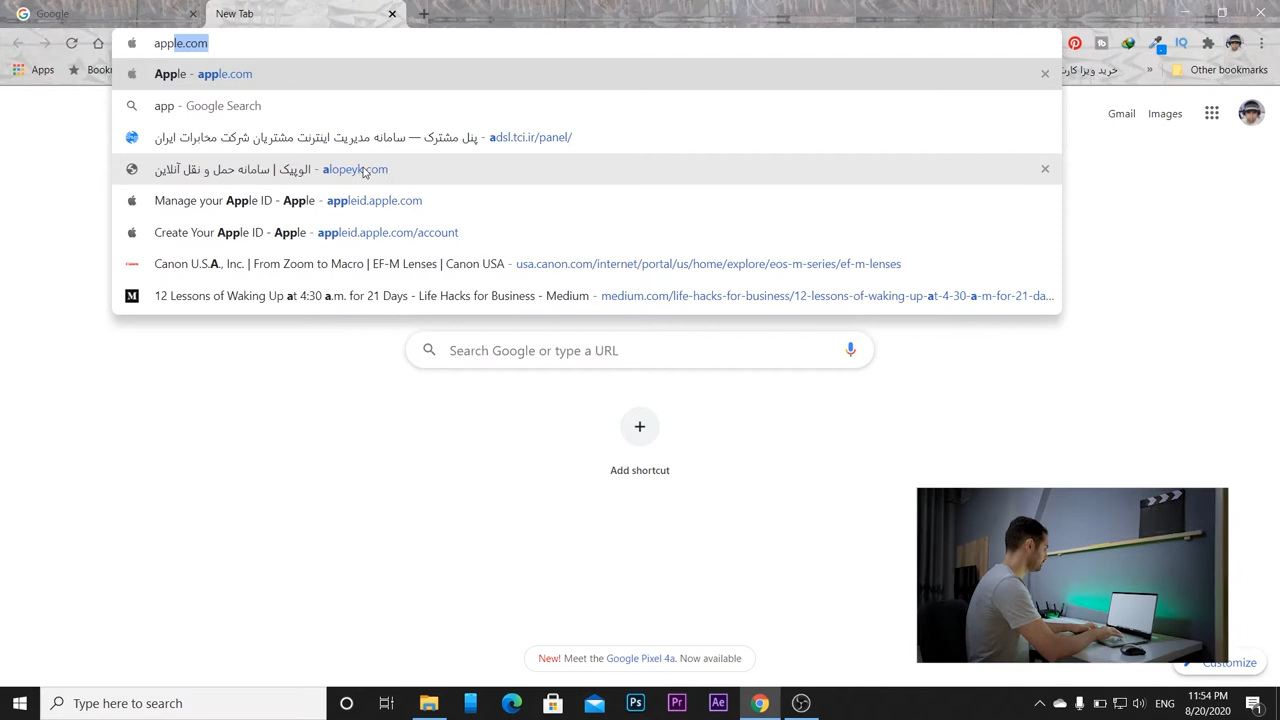 Google
New Tab
apple.com
خرید ویزا کارت
Apps
Book
» Other bookmarks
Apple - apple.com
app - Google Search
پنل مشترک — سامانه مدیریت اینترنت مشتریان شرکت مخابرات ایران - adsl.tci.ir/panel/
الوپیک | سامانه حمل و نقل آنلاین - alopeyk.com
Manage your Apple ID - Apple - appleid.apple.com
Create Your Apple ID - Apple - appleid.apple.com/account
Canon U.S.A., Inc. | From Zoom to Macro | EF-M Lenses | Canon USA - usa.canon.com/internet/portal/us/home/explore/eos-m-series/ef-m-lenses
12 Lessons of Waking Up at 4:30 a.m. for 21 Days - Life Hacks for Business - Medium - medium.com/life-hacks-for-business/12-lessons-of-waking-up-at-4-30-a-m-for-21-da...
Gmail Images
Search Google or type a URL
Add shortcut
New! Meet the Google Pixel 4a. Now available
Customize
Type here to search
Ps
Pr
Ae
ENG
11:54 PM
8/20/2020